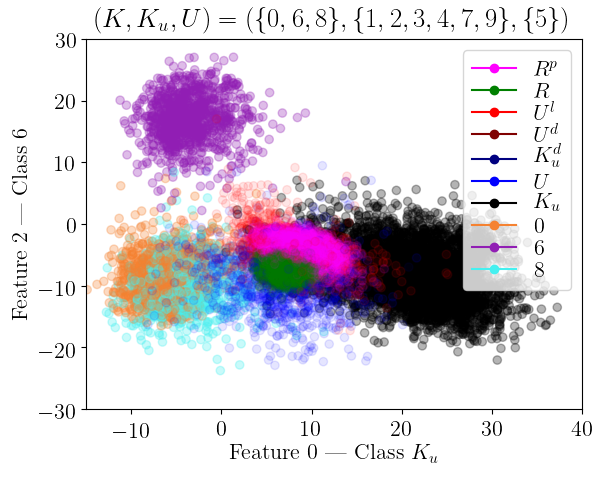 (K, K_u, U) = ({0, 6, 8}, {1, 2, 3, 4, 7, 9}, {5})
30
20
10
0
−10
−20
−30
Feature 2 — Class 6
R^p
R
U^l
U^d
K_u^d
U
K_u
0
6
8
−10
0
10
20
30
40
Feature 0 — Class K_u